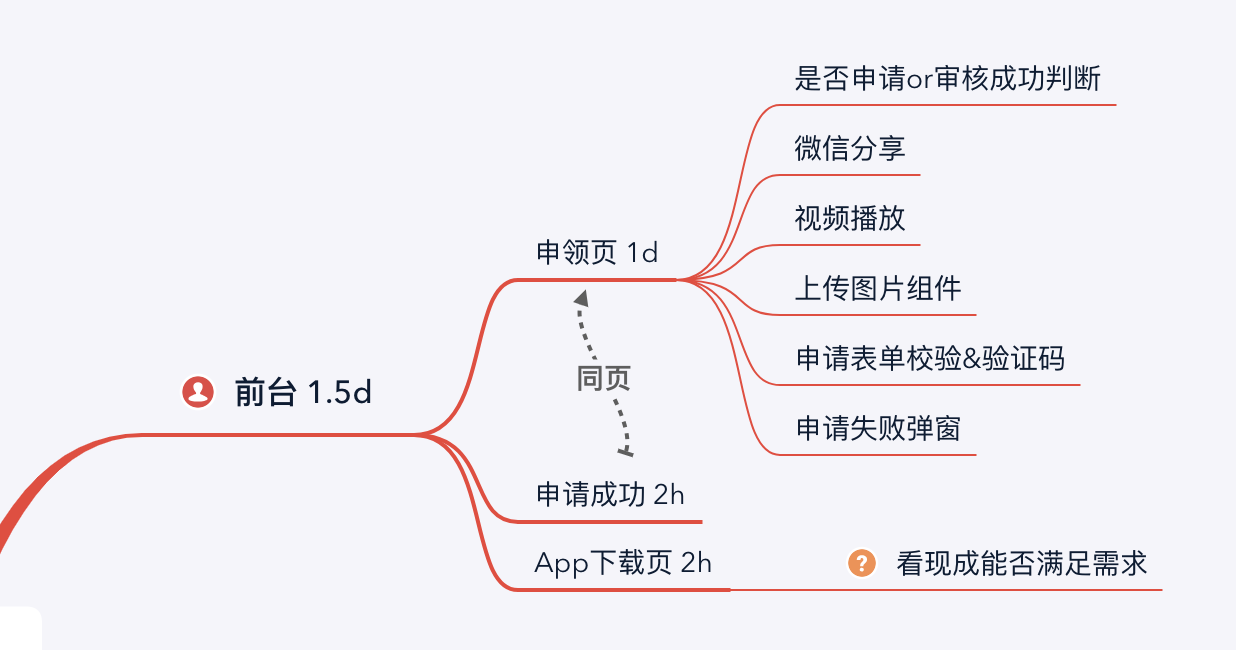 是否申请or审核成功判断
微信分享
视频播放
申领页 1d
上传图片组件
申请表单校验&验证码
同页
前台 1.5d
申请失败弹窗
申请成功 2h
App下载页 2h
? 看现成能否满足需求